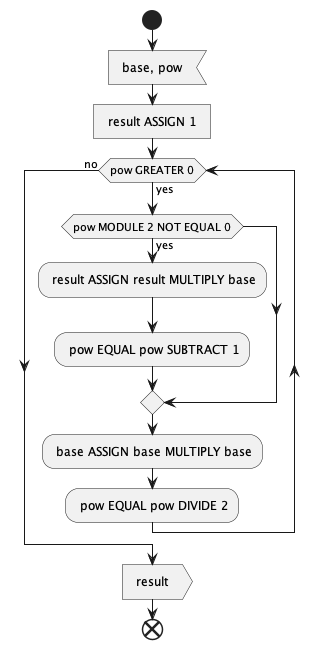 base, pow
result ASSIGN 1
no
pow GREATER 0
yes
pow MODULE 2 NOT EQUAL 0
yes
result ASSIGN result MULTIPLY base
pow EQUAL pow SUBTRACT 1
base ASSIGN base MULTIPLY base
pow EQUAL pow DIVIDE 2
result